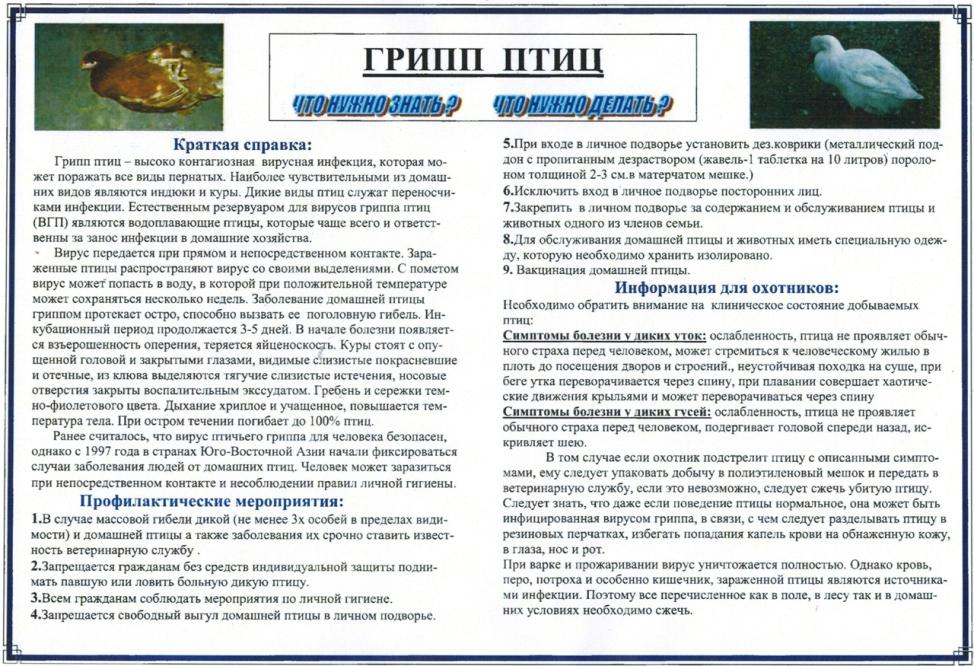 ГРИПП ПТИЦ
ЧТО НУЖНО ЗНАТЬ? ЧТО НУЖНО ДЕЛАТЬ?
Краткая справка:
Грипп птиц – высоко контагиозная вирусная инфекция, которая мо-
жет поражать все виды пернатых. Наиболее чувствительными из домаш-
них видов являются индюки и куры. Дикие виды птиц служат переносчи-
ками инфекции. Естественным резервуаром для вирусов гриппа птиц
(ВГП) являются водоплавающие птицы, которые чаще всего и ответст-
венны за занос инфекции в домашние хозяйства.
Вирус передается при прямом и непосредственном контакте. Зара-
женные птицы распространяют вирус со своими выделениями. С пометом
вирус может попасть в воду, в которой при положительной температуре
может сохраняться несколько недель. Заболевание домашней птицы
гриппом протекает остро, способно вызвать ее поголовную гибель. Ин-
кубационный период продолжается 3-5 дней. В начале болезни появляет-
ся взъерошенность оперения, теряется яйценоскость. Куры стоят с опу-
щенной головой и закрытыми глазами, видимые слизистые покрасневшие
и отечные, из клюва выделяются тягучие слизистые истечения, носовые
отверстия закрыты воспалительным экссудатом. Гребень и сережки тем-
но-фиолетового цвета. Дыхание хриплое и учащенное, повышается тем-
пература тела. При остром течении погибает до 100% птиц.
Ранее считалось, что вирус птичьего гриппа для человека безопасен,
однако с 1997 года в странах Юго-Восточной Азии начали фиксироваться
случаи заболевания людей от домашних птиц. Человек может заразиться
при непосредственном контакте и несоблюдении правил личной гигиены.
Профилактические мероприятия:
1.В случае массовой гибели дикой (не менее 3х особей в пределах види-
мости) и домашней птицы а также заболевания их срочно ставить извест-
ность ветеринарную службу .
2.Запрещается гражданам без средств индивидуальной защиты подни-
мать павшую или ловить больную дикую птицу.
3.Всем гражданам соблюдать мероприятия по личной гигиене.
4.Запрещается свободный выгул домашней птицы в личном подворье.
5.При входе в личное подворье установить дез.коврики (металлический под-
дон с пропитанным дезраствором (жавель-1 таблетка на 10 литров) пороло-
ном толщиной 2-3 см.в матерчатом мешке.)
6.Исключить вход в личное подворье посторонних лиц.
7.Закрепить в личном подворье за содержанием и обслуживанием птицы и
животных одного из членов семьи.
8.Для обслуживания домашней птицы и животных иметь специальную одеж-
ду, которую необходимо хранить изолировано.
9. Вакцинация домашней птицы.
Информация для охотников:
Необходимо обратить внимание на клиническое состояние добываемых
птиц:
Симптомы болезни у диких уток: ослабленность, птица не проявляет обыч-
ного страха перед человеком, может стремиться к человеческому жилью в
плоть до посещения дворов и строений., неустойчивая походка на суше, при
беге утка переворачивается через спину, при плавании совершает хаотиче-
ские движения крыльями и может переворачиваться через спину
Симптомы болезни у диких гусей: ослабленность, птица не проявляет
обычного страха перед человеком, подергивает головой спереди назад, ис-
кривляет шею.
В том случае если охотник подстрелит птицу с описанными симпто-
мами, ему следует упаковать добычу в полиэтиленовый мешок и передать в
ветеринарную службу, если это невозможно, следует сжечь убитую птицу.
Следует знать, что даже если поведение птицы нормальное, она может быть
инфицированная вирусом гриппа, в связи, с чем следует разделывать птицу в
резиновых перчатках, избегать попадания капель крови на обнаженную кожу,
в глаза, нос и рот.
При варке и прожаривании вирус уничтожается полностью. Однако кровь,
перо, потроха и особенно кишечник, зараженной птицы являются источника-
ми инфекции. Поэтому все перечисленное как в поле, в лесу так и в домаш-
них условиях необходимо сжечь.